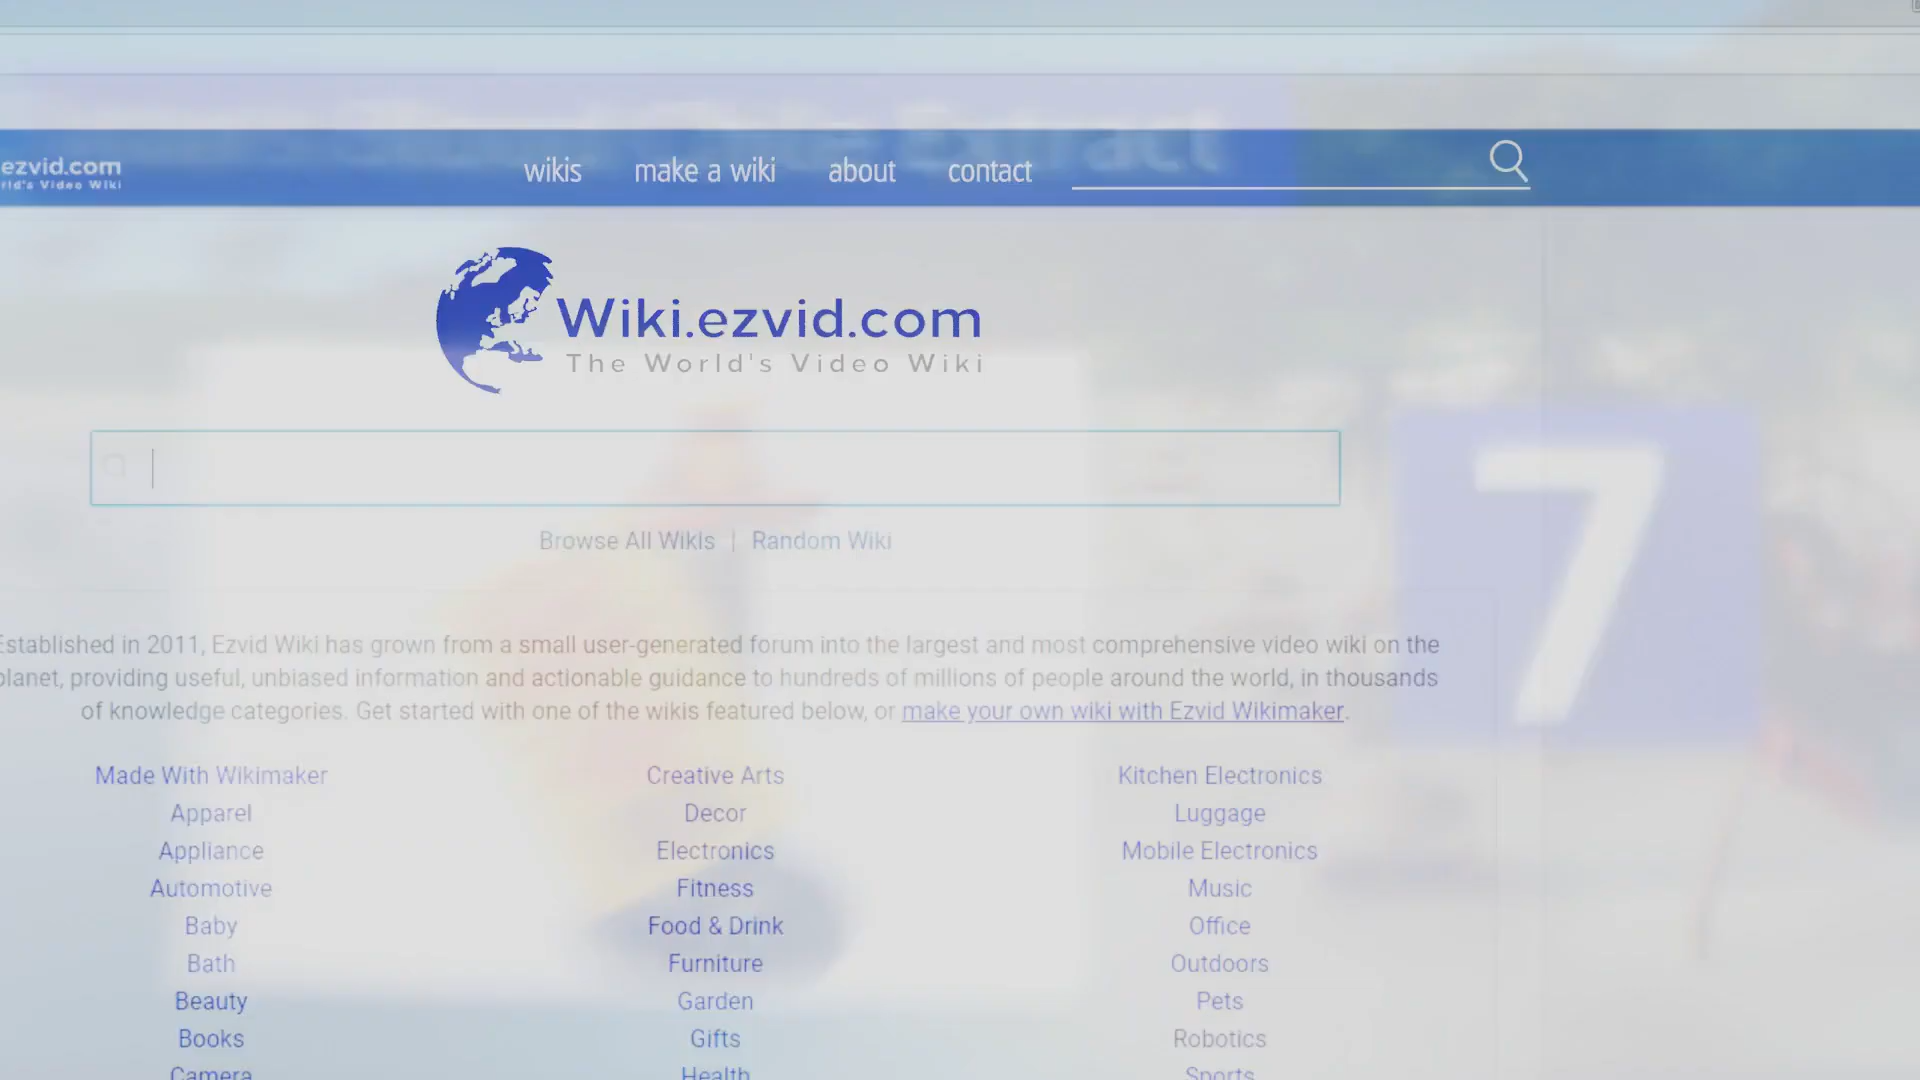 Extract
ezvid.com
wikis make a wiki about contact
rld's Video Wiki
Wiki.ezvid.com
The World's Video Wiki
Browse All Wikis | Random Wiki
7
Established in 2011, Ezvid Wiki has grown from a small user-generated forum into the largest and most comprehensive video wiki on the
planet, providing useful, unbiased information and actionable guidance to hundreds of millions of people around the world, in thousands
of knowledge categories. Get started with one of the wikis featured below, or make your own wiki with Ezvid Wikimaker.
Made With Wikimaker Creative Arts Kitchen Electronics
Apparel Decor Luggage
Appliance Electronics Mobile Electronics
Automotive Fitness Music
Baby Food & Drink Office
Bath Furniture Outdoors
Beauty Garden Pets
Books Gifts Robotics
Camera Health Sports